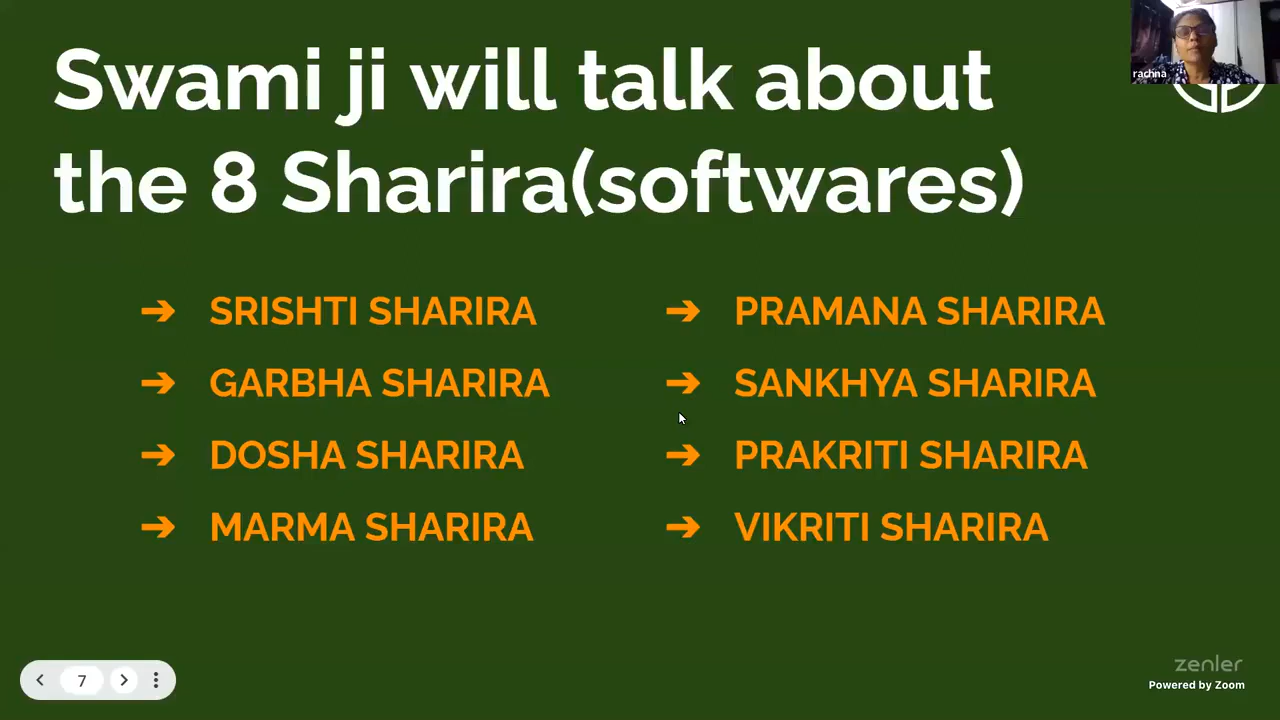 Swami ji will talk about
the 8 Sharira(softwares)
rachna
➔ SRISHTI SHARIRA
➔ GARBHA SHARIRA
➔ DOSHA SHARIRA
➔ MARMA SHARIRA
➔ PRAMANA SHARIRA
➔ SANKHYA SHARIRA
➔ PRAKRITI SHARIRA
➔ VIKRITI SHARIRA
7
zenler
Powered by Zoom